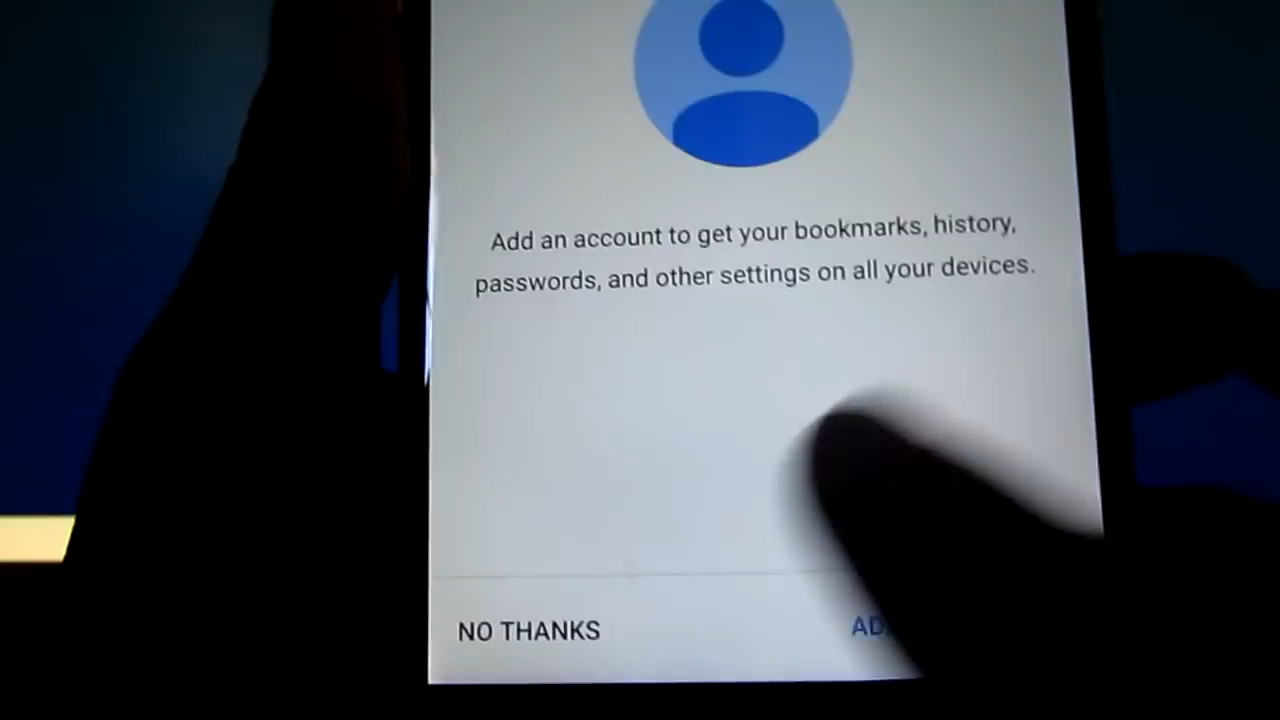 Add an account to get your bookmarks, history,
passwords, and other settings on all your devices.
NO THANKS